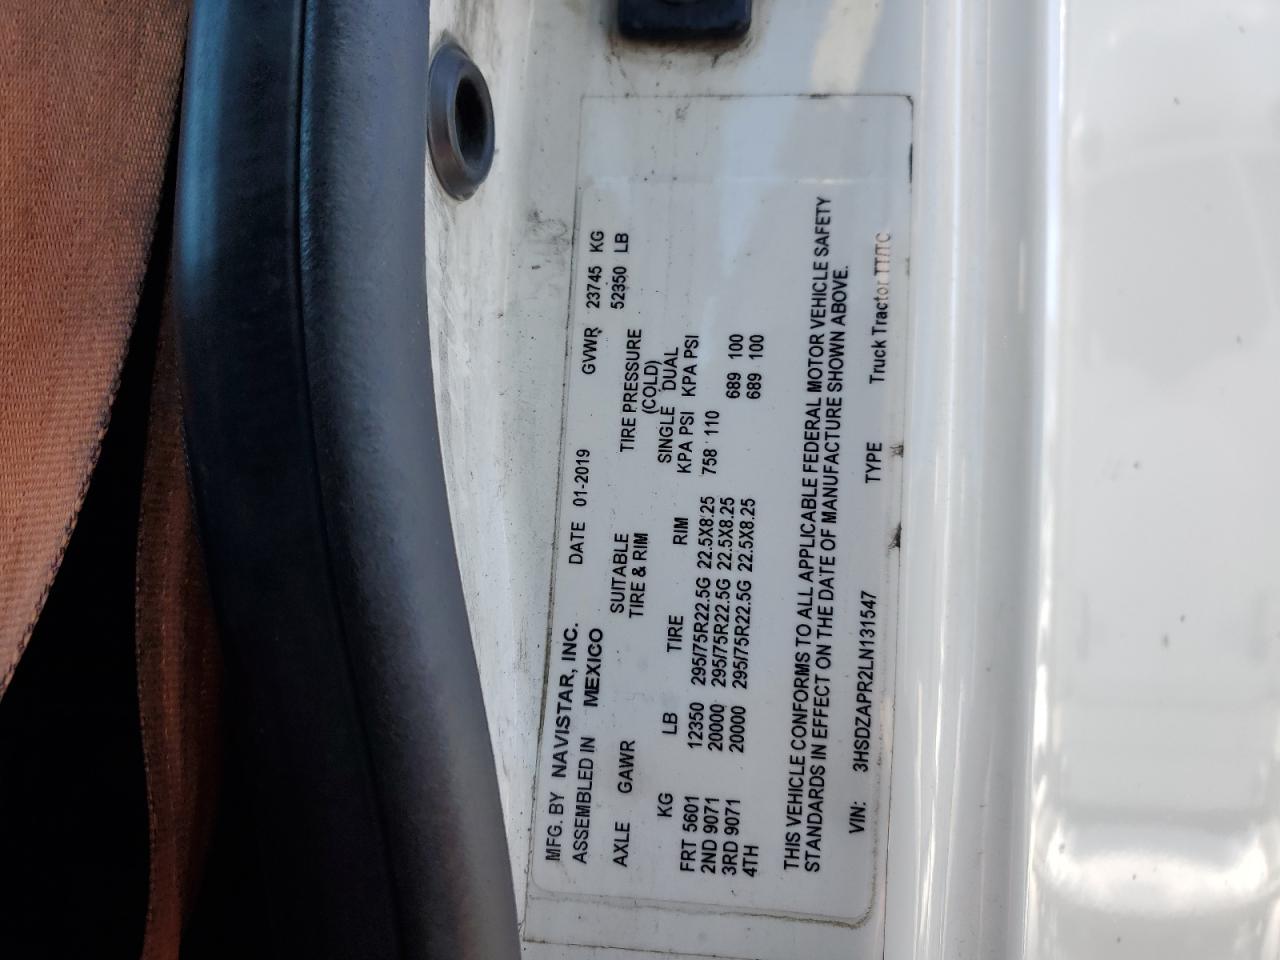 MFG. BY NAVISTAR, INC. DATE 01-2019 GVWR 23745 KG
ASSEMBLED IN MEXICO 52350 LB
AXLE GAWR SUITABLE TIRE PRESSURE
TIRE & RIM (COLD)
SINGLE DUAL
KG LB TIRE RIM KPA PSI KPA PSI
FRT 5601 12350 295/75R22.5G 22.5X8.25 758 110
2ND 9071 20000 295/75R22.5G 22.5X8.25 689 100
3RD 9071 20000 295/75R22.5G 22.5X8.25 689 100
4TH
THIS VEHICLE CONFORMS TO ALL APPLICABLE FEDERAL MOTOR VEHICLE SAFETY
STANDARDS IN EFFECT ON THE DATE OF MANUFACTURE SHOWN ABOVE.
VIN: 3HSDZAPR2LN131547 TYPE Truck Tractor